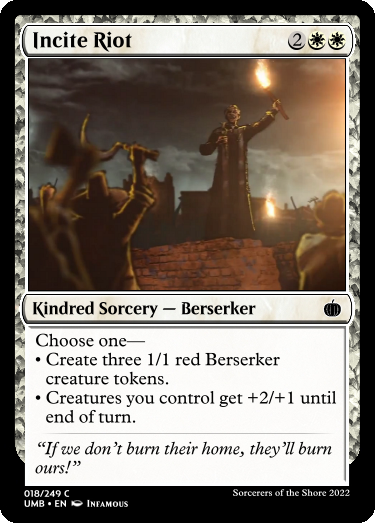 Incite Riot 2
Kindred Sorcery — Berserker
Choose one—
• Create three 1/1 red Berserker
creature tokens.
• Creatures you control get +2/+1 until
end of turn.
“If we don’t burn their home, they’ll burn
ours!”
018/249 C
UMB • EN Infamous
Sorcerers of the Shore 2022